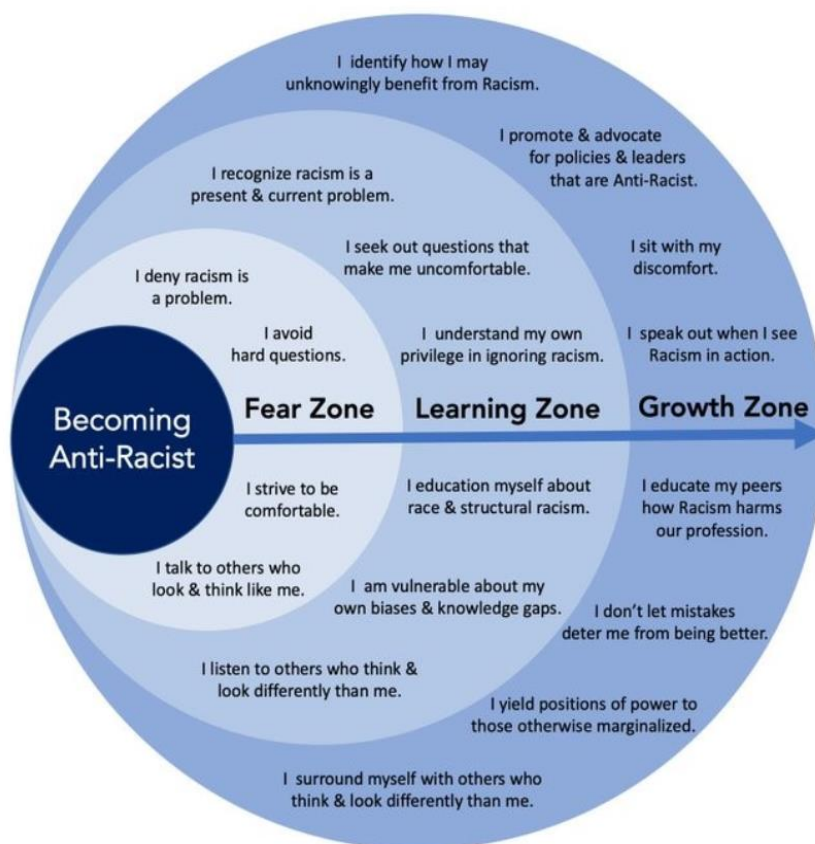 I identify how I may
unknowingly benefit from Racism.
I promote & advocate
for policies & leaders
that are Anti-Racist.
I recognize racism is a
present & current problem.
I seek out questions that
make me uncomfortable.
I sit with my
discomfort.
I deny racism is
a problem.
I avoid
hard questions.
I understand my own
privilege in ignoring racism.
I speak out when I see
Racism in action.
Becoming
Anti-Racist
Fear Zone
Learning Zone
Growth Zone
I strive to be
comfortable.
I education myself about
race & structural racism.
I educate my peers
how Racism harms
our profession.
I talk to others who
look & think like me.
I am vulnerable about my
own biases & knowledge gaps.
I don't let mistakes
deter me from being better.
I listen to others who think &
look differently than me.
I yield positions of power to
those otherwise marginalized.
I surround myself with others who
think & look differently than me.